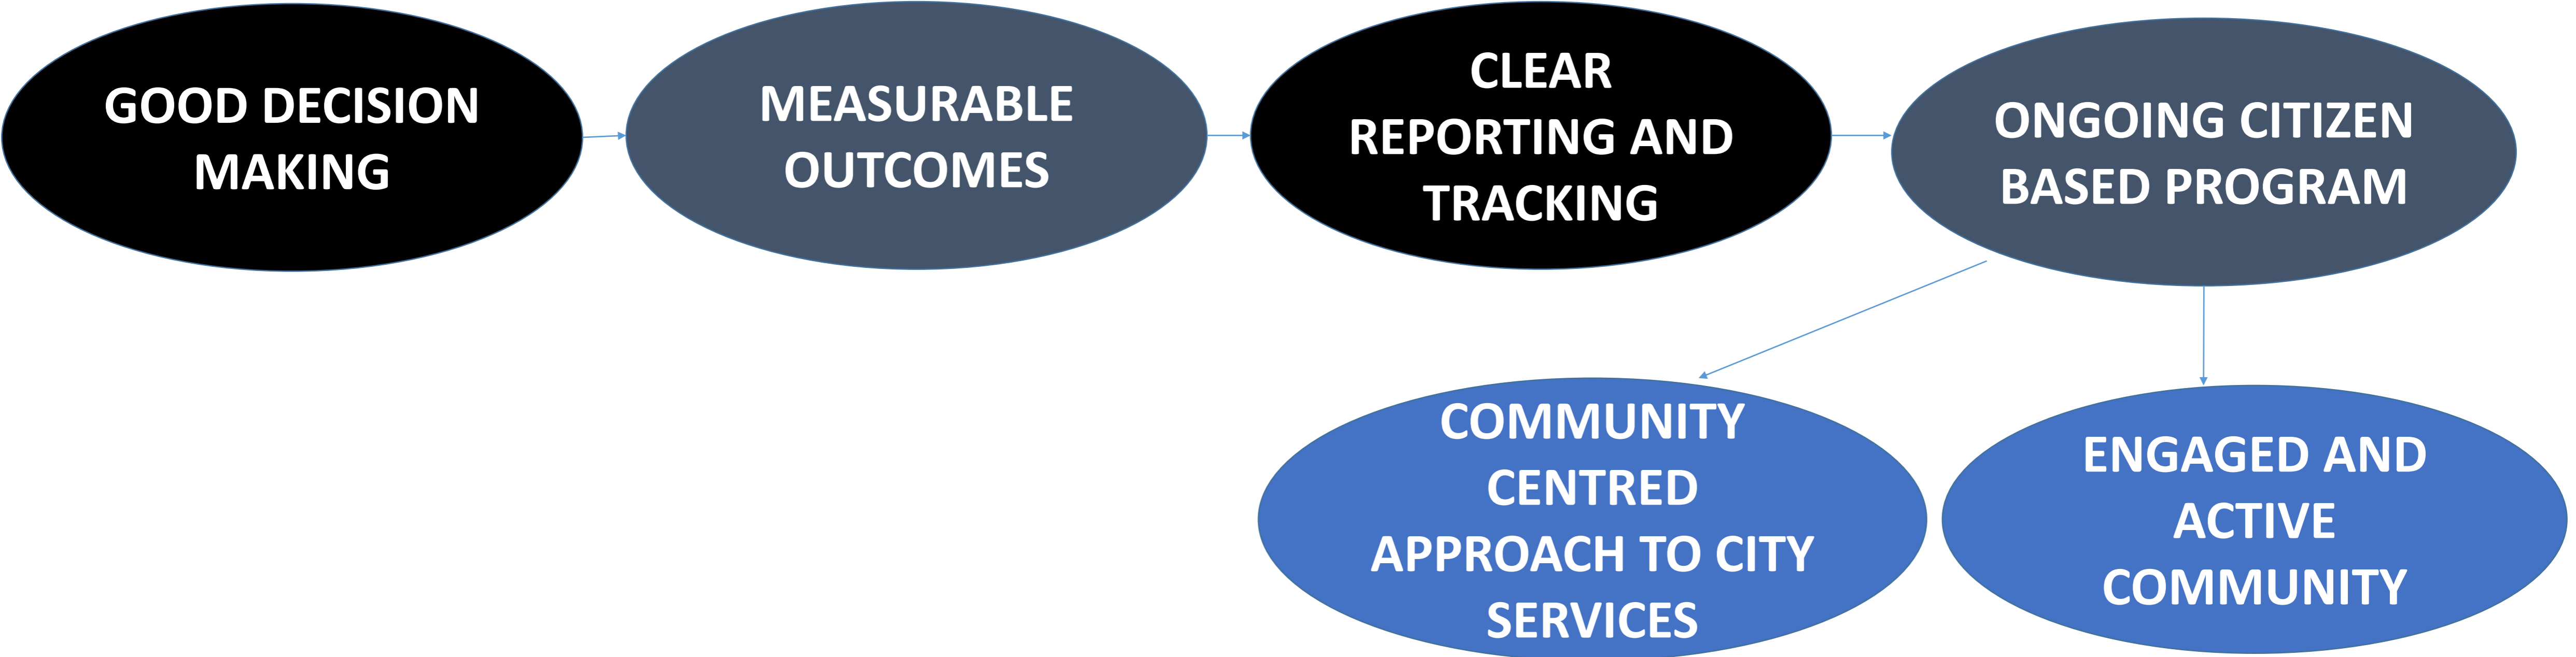 GOOD DECISION
MAKING
MEASURABLE
OUTCOMES
CLEAR
REPORTING AND
TRACKING
ONGOING CITIZEN
BASED PROGRAM
COMMUNITY
CENTRED
APPROACH TO CITY
SERVICES
ENGAGED AND
ACTIVE
COMMUNITY